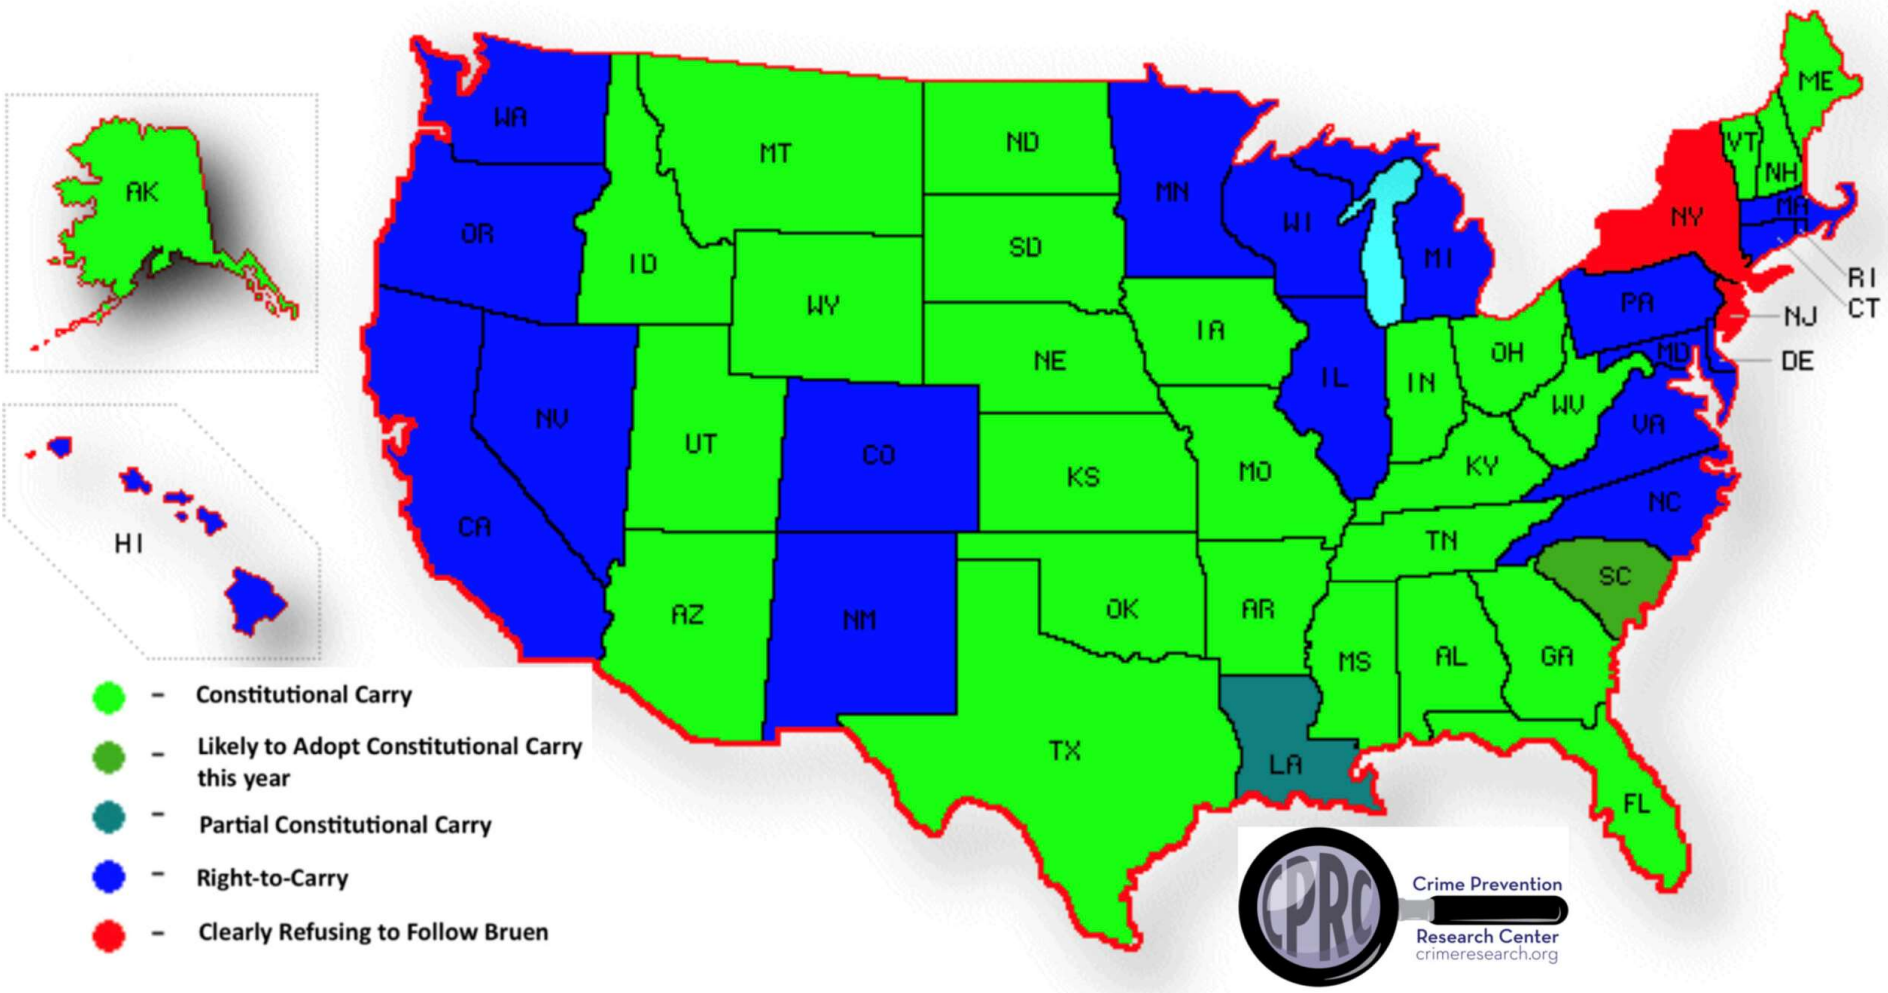 WA
MT
ND
MN
ME
VT
NH
AK
OR
ID
SD
WI
MI
NY
MA
RI
CT
WY
IA
PA
NJ
NE
OH
MD
DE
NV
UT
CO
KS
MO
IL
IN
WV
VA
KY
NC
CA
HI
TN
SC
AZ
NM
OK
AR
MS
AL
GA
TX
LA
FL
- Constitutional Carry
- Likely to Adopt Constitutional Carry
this year
- Partial Constitutional Carry
- Right-to-Carry
- Clearly Refusing to Follow Bruen
CPRC
Crime Prevention
Research Center
crimeresearch.org